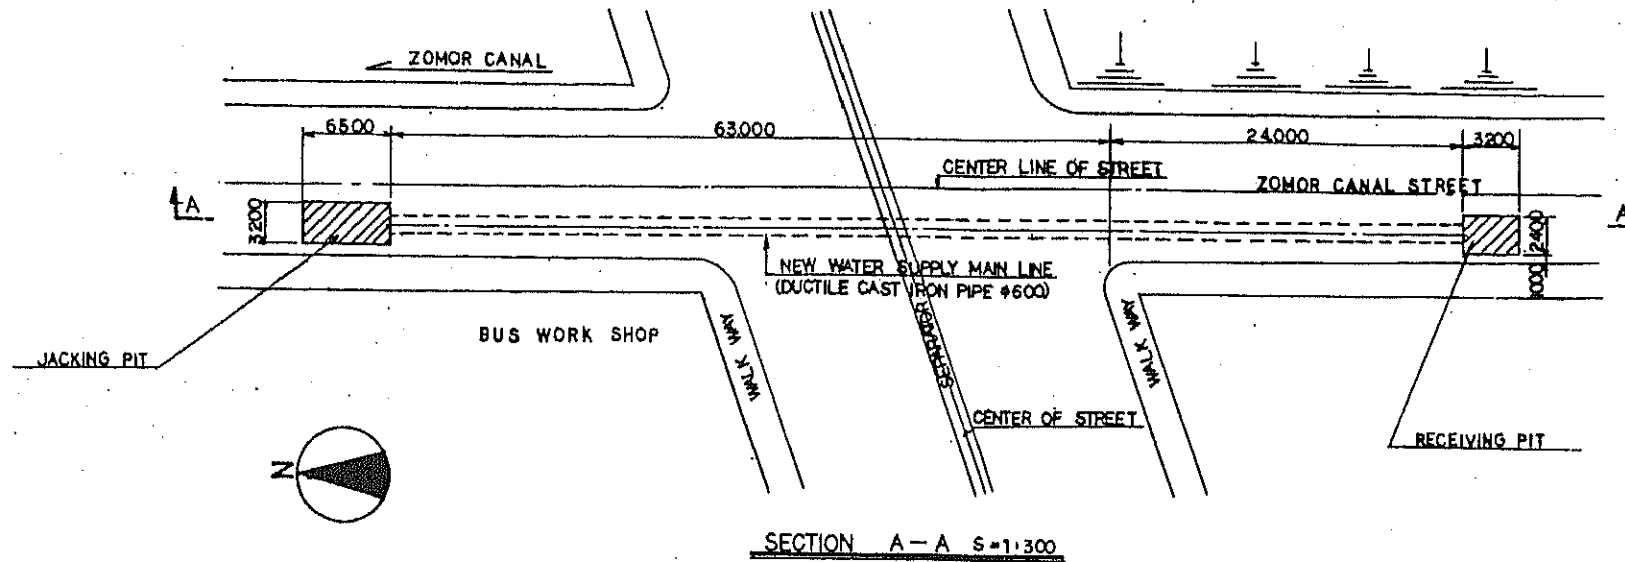 ZOMOR CANAL
6500
63.000
24.000
3200
CENTER LINE OF STREET
ZOMOR CANAL STREET
A
A
3200
2400
1000
NEW WATER SUPPLY MAIN LINE
(DUCTILE CAST IRON PIPE φ600)
SEPARATOR
BUS WORK SHOP
WALK WAY
WALK WAY
JACKING PIT
CENTER OF STREET
RECEIVING PIT
N
SECTION A-A S=1:300